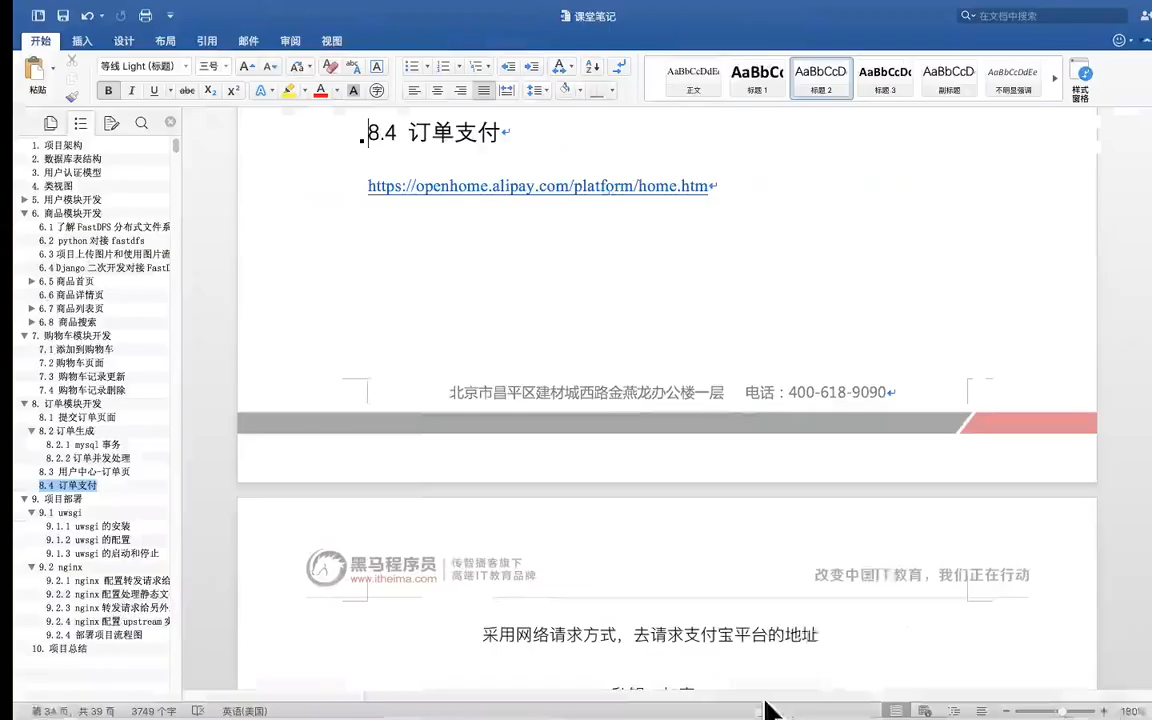 课堂笔记
在文档中搜索
开始 插入 设计 布局 引用 邮件 审阅 视图
粘贴
等线 Light (标题) 三号
AaBbCcDdEe 正文
AaBbCc 标题 1
AaBbCcD 标题 2
AaBbCcDc 标题 3
AaBbCcD 副标题
AaBbCcDdEe 不明显强调
样式
窗格
1. 项目架构
2. 数据库表结构
3. 用户认证模型
4. 类视图
5. 用户模块开发
6. 商品模块开发
6.1 了解 FastDFS 分布式文件系
6.2 python 对接 fastdfs
6.3 项目上传图片和使用图片流
6.4 Django 二次开发对接 FastD
6.5 商品首页
6.6 商品详情页
6.7 商品列表页
6.8 商品搜索
7. 购物车模块开发
7.1 添加到购物车
7.2 购物车页面
7.3 购物车记录更新
7.4 购物车记录删除
8. 订单模块开发
8.1 提交订单页面
8.2 订单生成
8.2.1 mysql 事务
8.2.2 订单并发处理
8.3 用户中心-订单页
8.4 订单支付
9. 项目部署
9.1 uwsgi
9.1.1 uwsgi 的安装
9.1.2 uwsgi 的配置
9.1.3 uwsgi 的启动和停止
9.2 nginx
9.2.1 nginx 配置转发请求给
9.2.2 nginx 配置处理静态文
9.2.3 nginx 转发请求给另外
9.2.4 nginx 配置 upstream 实
9.2.4 部署项目流程图
10. 项目总结
8.4 订单支付
https://openhome.alipay.com/platform/home.htm
北京市昌平区建材城西路金燕龙办公楼一层 电话：400-618-9090
黑马程序员
www.itheima.com
传智播客旗下
高端IT教育品牌
改变中国IT教育，我们正在行动
采用网络请求方式，去请求支付宝平台的地址
第 34 页，共 39 页 3749 个字 英语(美国) 180%